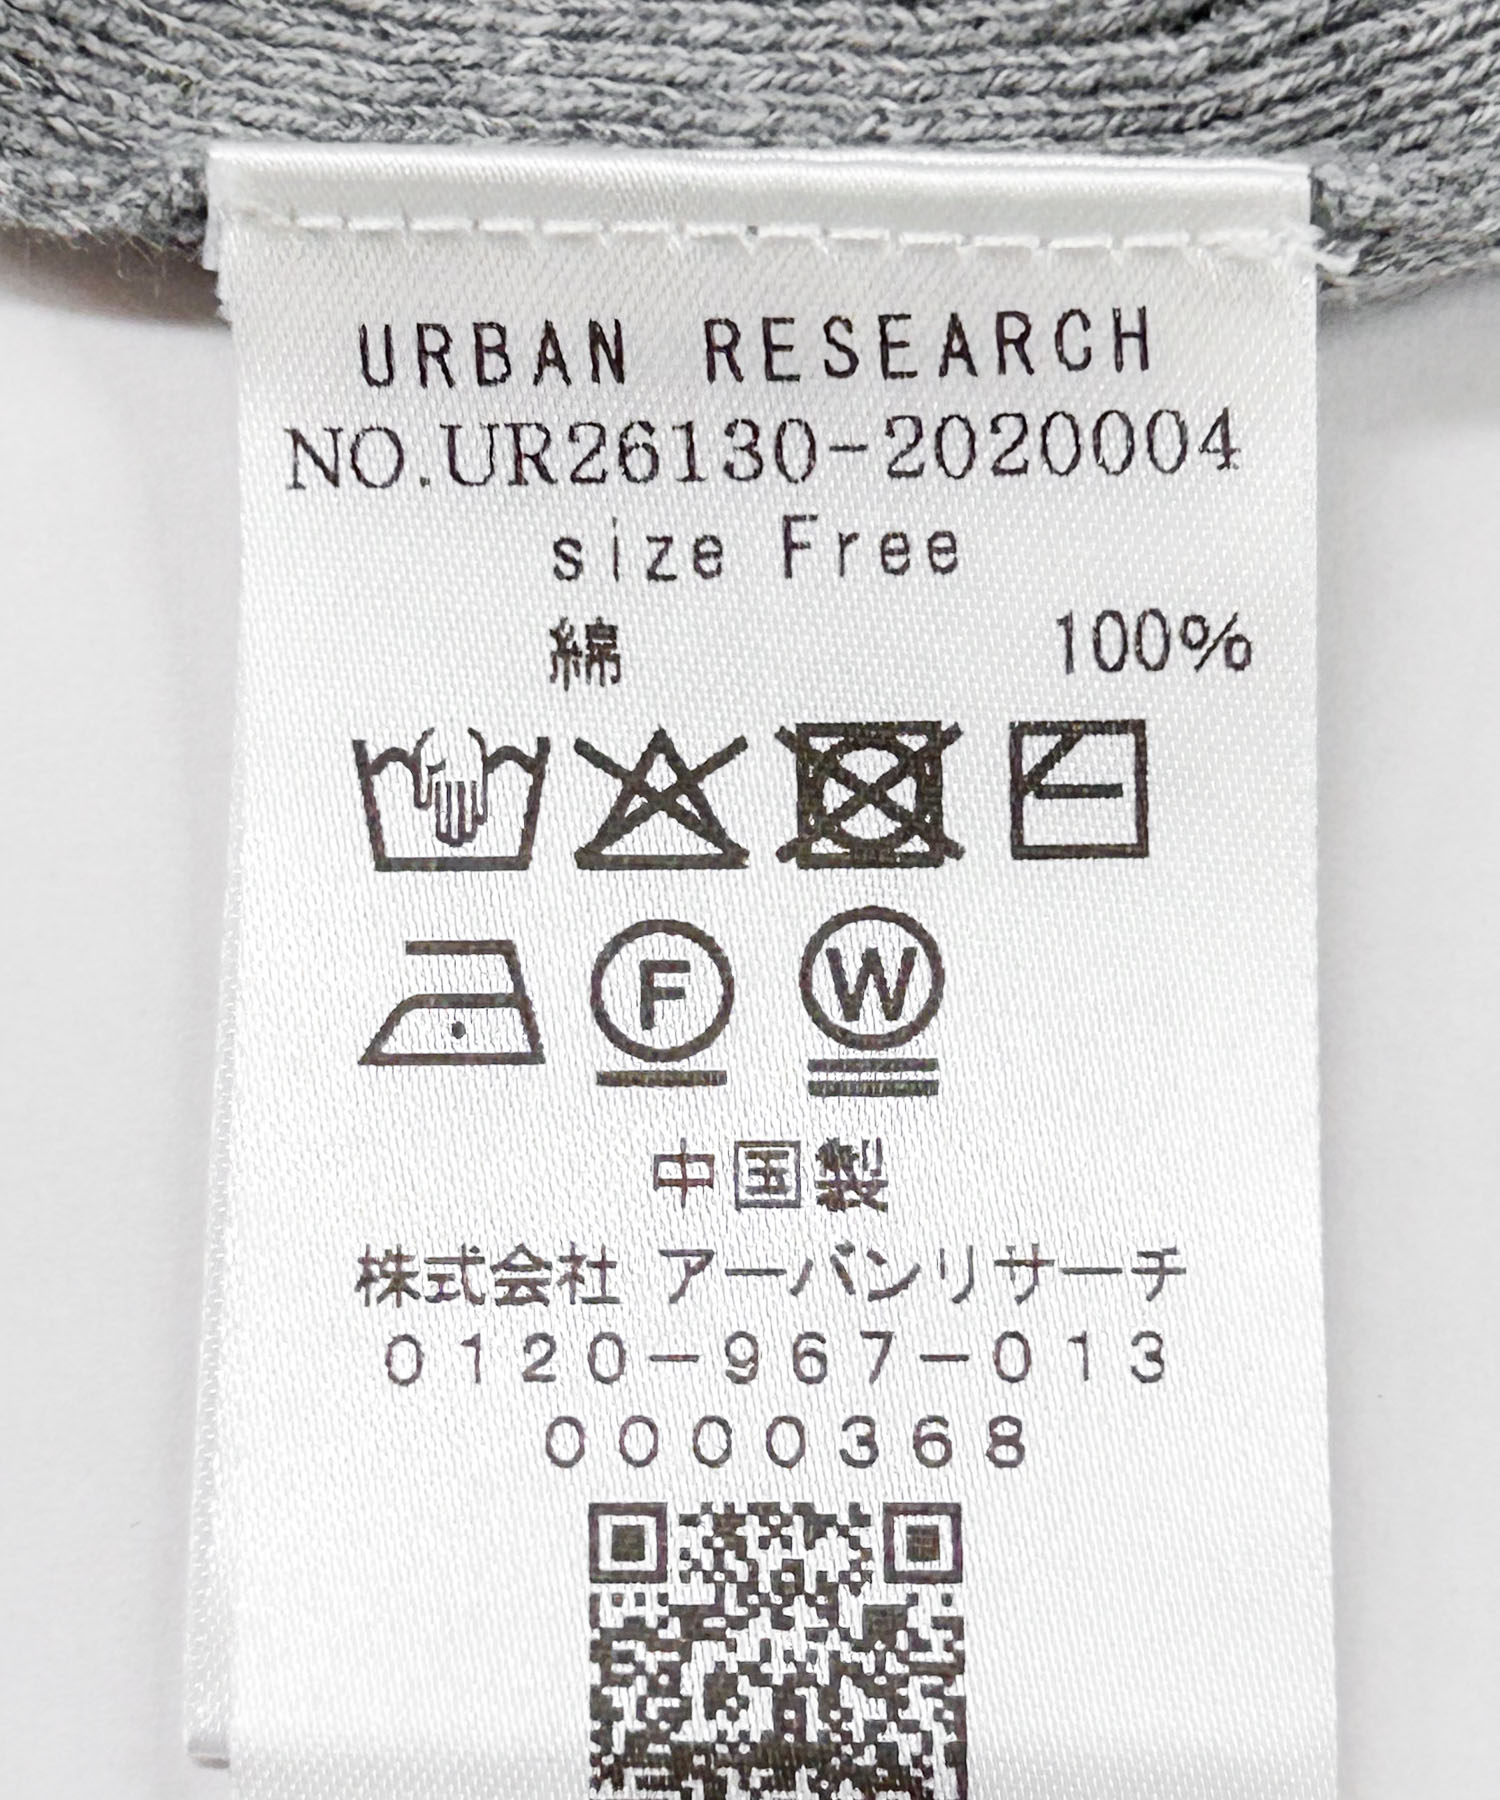 URBAN RESEARCH
NO.UR26130-2020004
size Free
綿 100%
F W
中国製
株式会社 アーバンリサーチ
0120-967-013
0000368